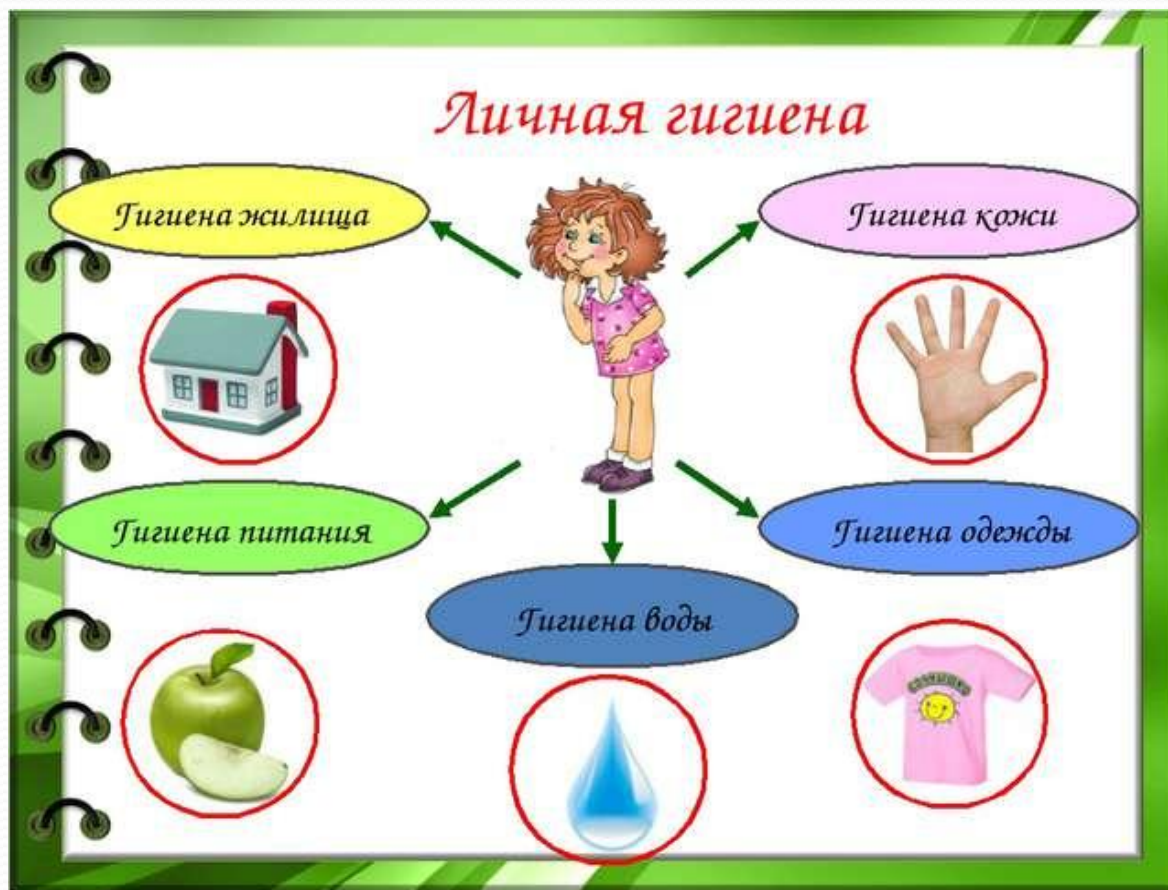 Личная гигиена
Гигиена жилища
Гигиена кожи
Гигиена питания
Гигиена одежды
Гигиена воды